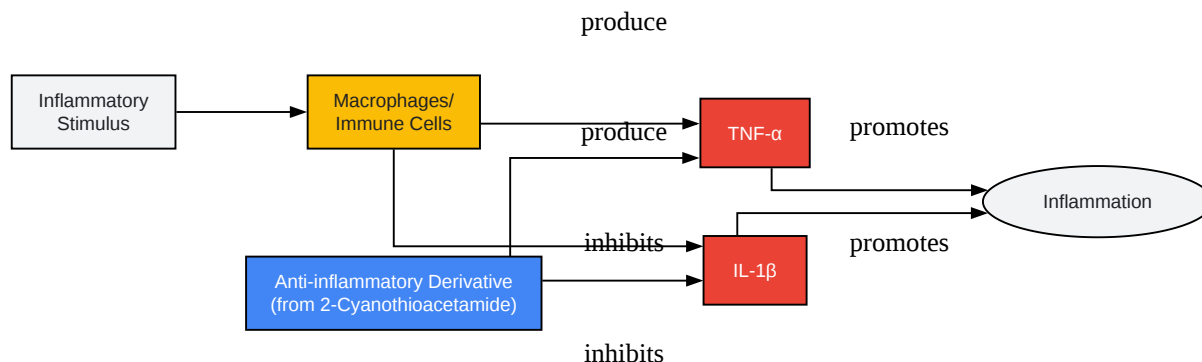 produce
Inflammatory
Stimulus
Macrophages/
Immune Cells
produce
TNF-α
promotes
Inflammation
inhibits
promotes
IL-1β
Anti-inflammatory Derivative
(from 2-Cyanothioacetamide)
inhibits